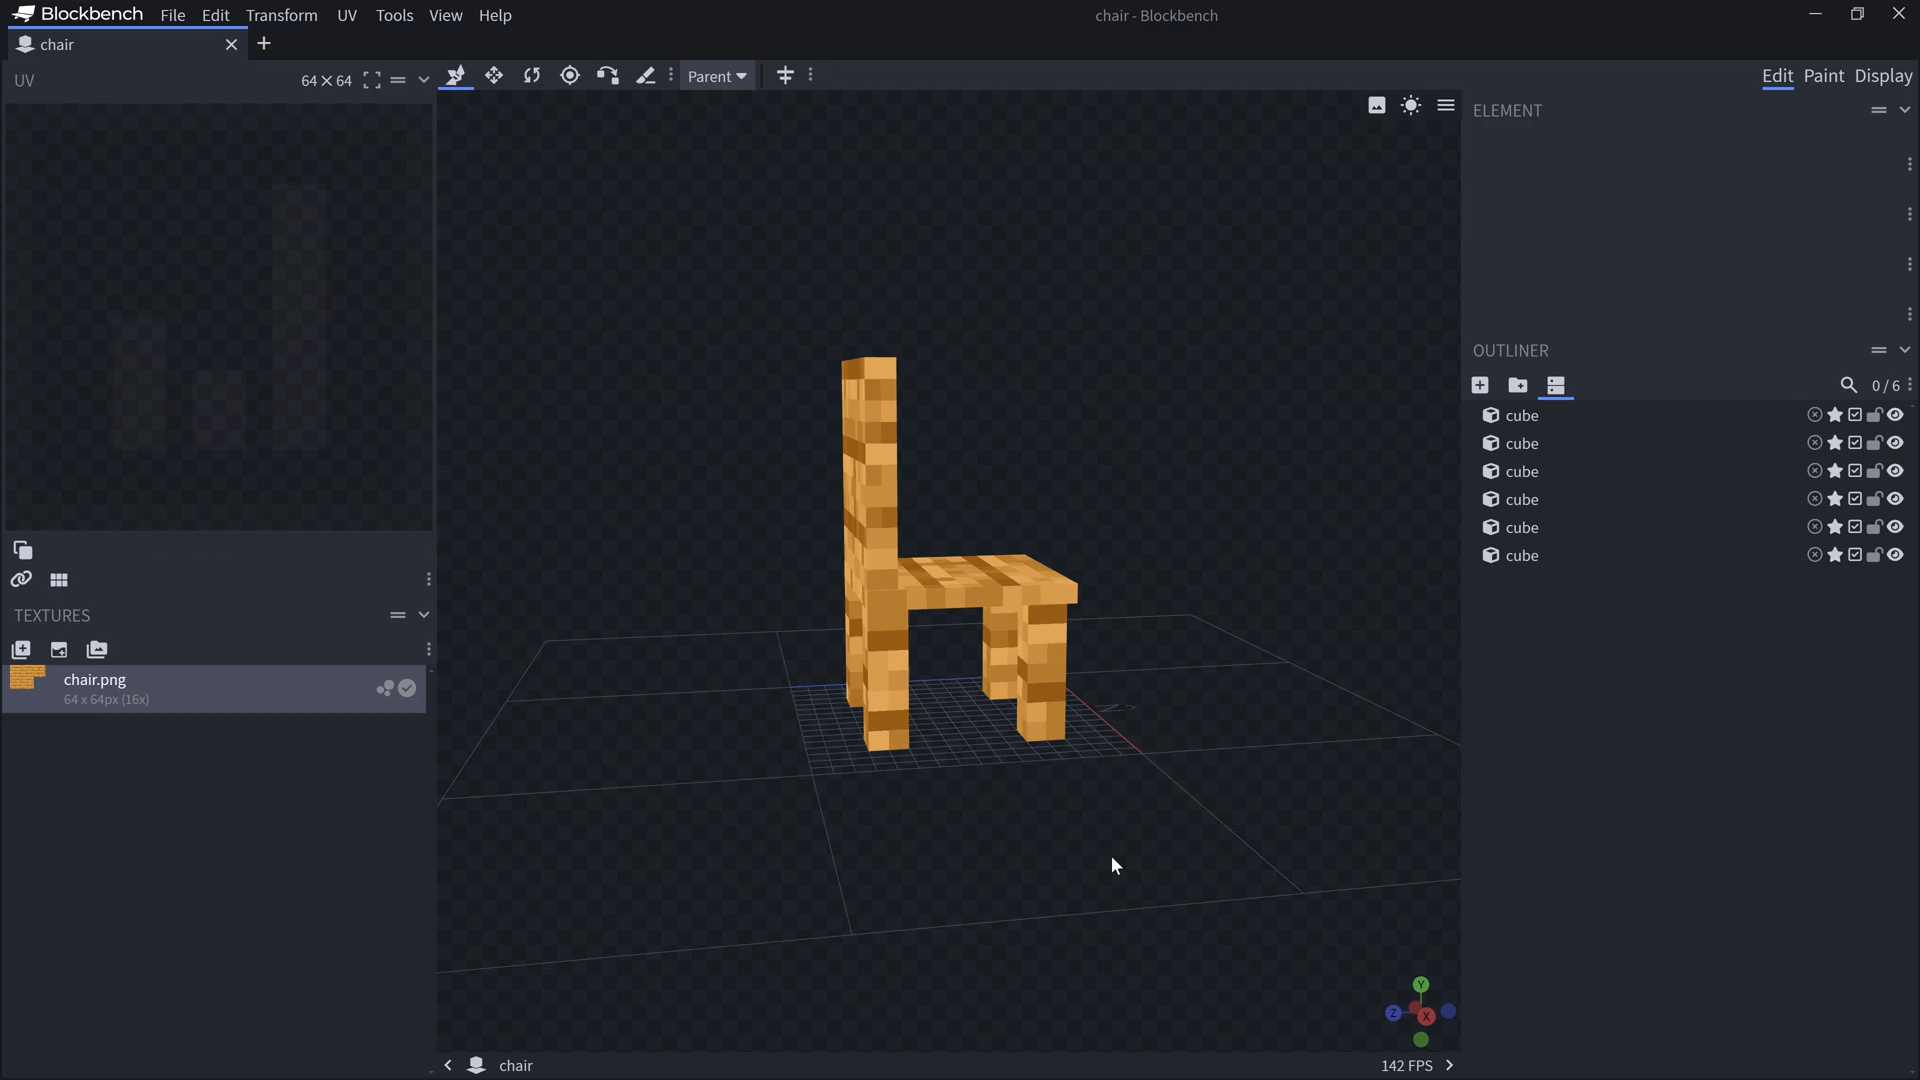 Blockbench File Edit Transform UV Tools View Help
chair - Blockbench
chair
UV 64 × 64
Parent
Edit Paint Display
ELEMENT
OUTLINER
0 / 6
cube
cube
cube
cube
cube
cube
TEXTURES
chair.png
64 x 64px (16x)
Y
Z
X
chair
142 FPS